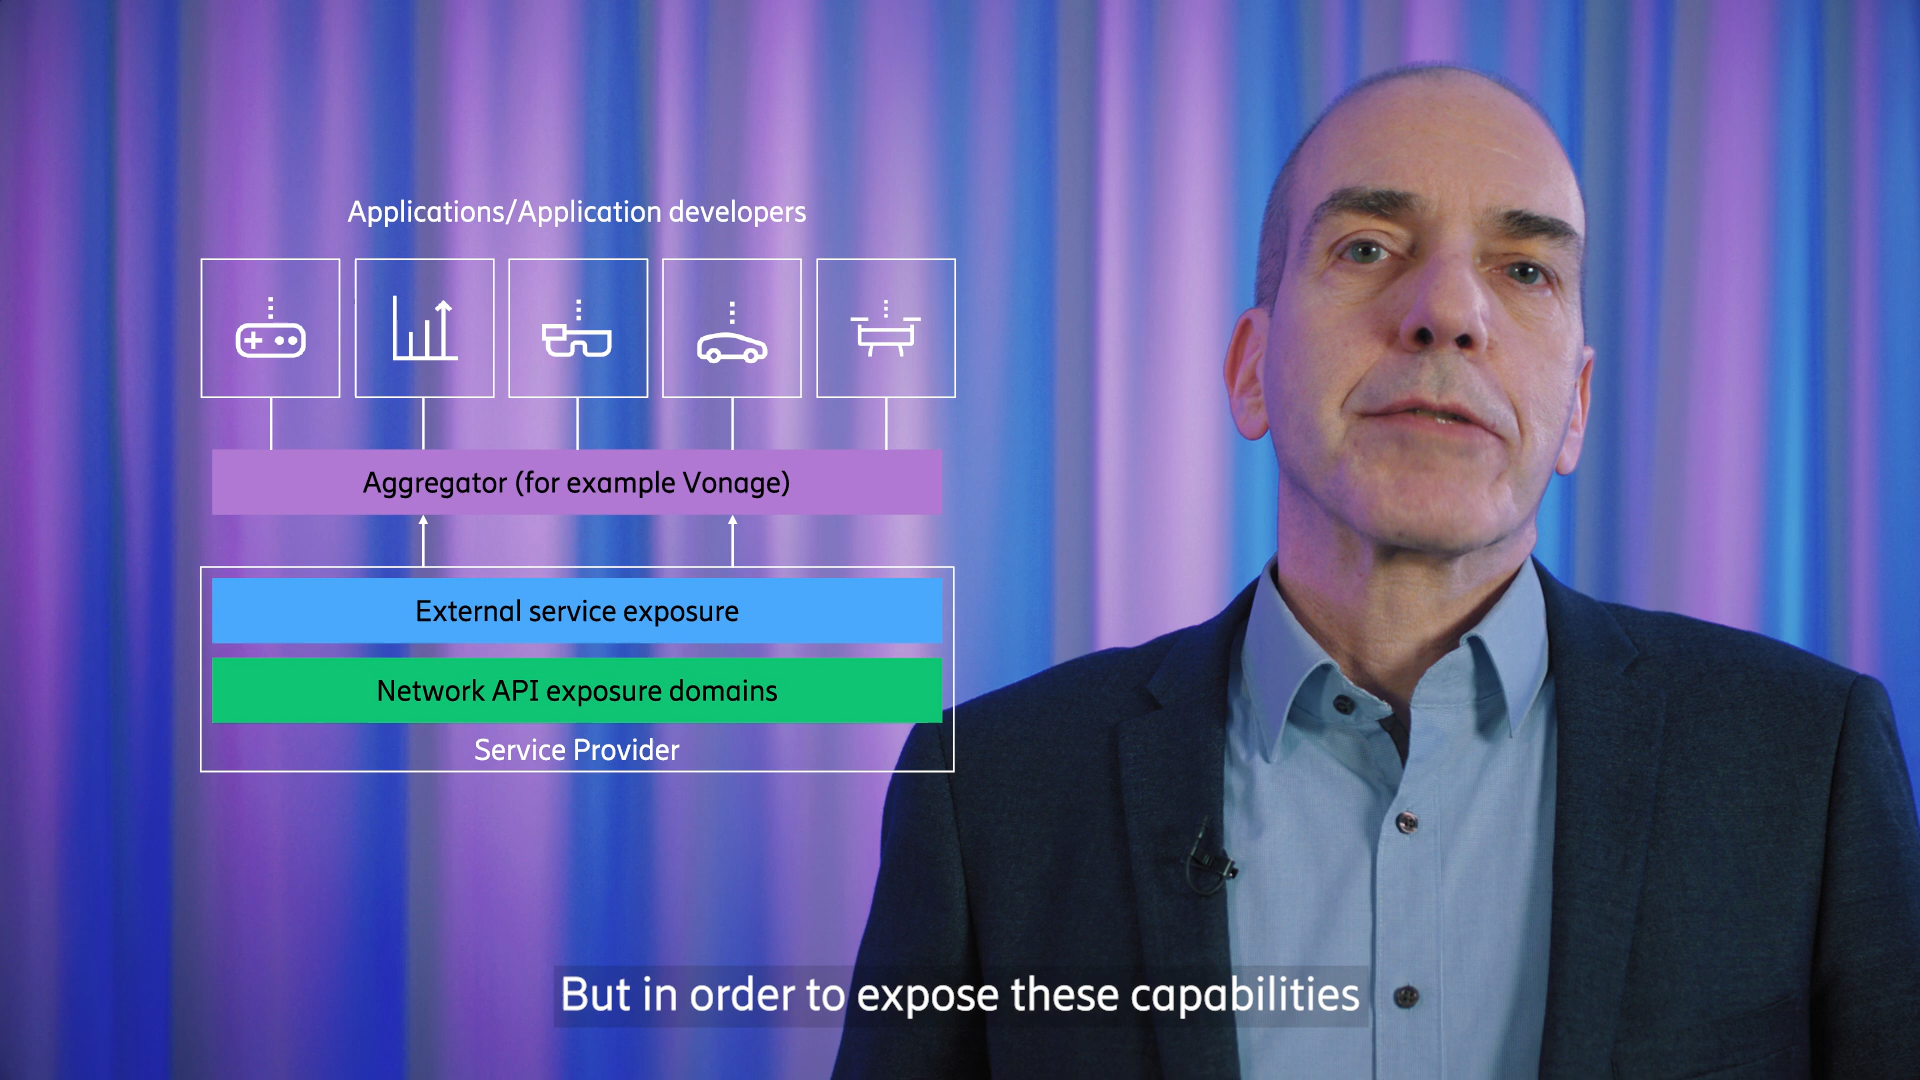 Applications/Application developers
Aggregator (for example Vonage)
External service exposure
Network API exposure domains
Service Provider
But in order to expose these capabilities